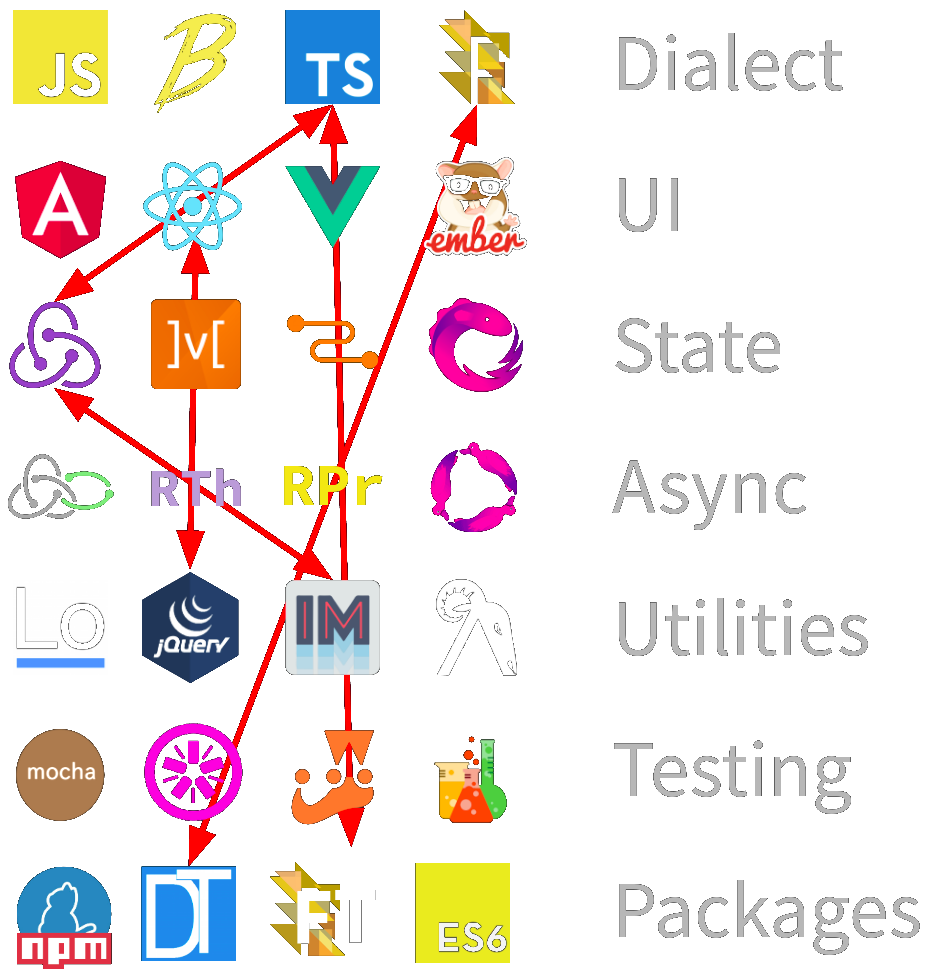 JS B TS F Dialect
A ember UI
]v[ State
RTh RPr Async
Lo jQuery IM Utilities
mocha Testing
npm DT FT ES6 Packages